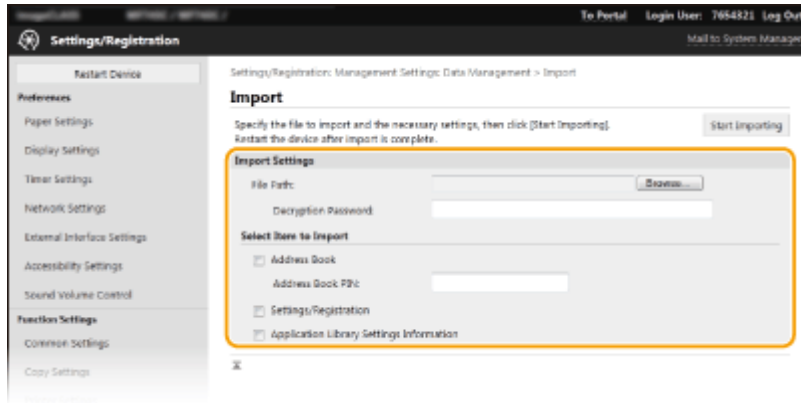 To Portal Login User: 7654321 Log Out
Settings/Registration
Mail to System Manager
Restart Device
Preferences
Paper Settings
Display Settings
Timer Settings
Network Settings
External Interface Settings
Accessibility Settings
Sound Volume Control
Function Settings
Common Settings
Copy Settings
Settings/Registration: Management Settings: Data Management > Import
Import
Specify the file to import and the necessary settings, then click [Start Importing].
Restart the device after import is complete.
Start Importing
Import Settings
File Path:
Browse...
Decryption Password:
Select Item to Import
Address Book
Address Book PIN:
Settings/Registration
Application Library Settings Information